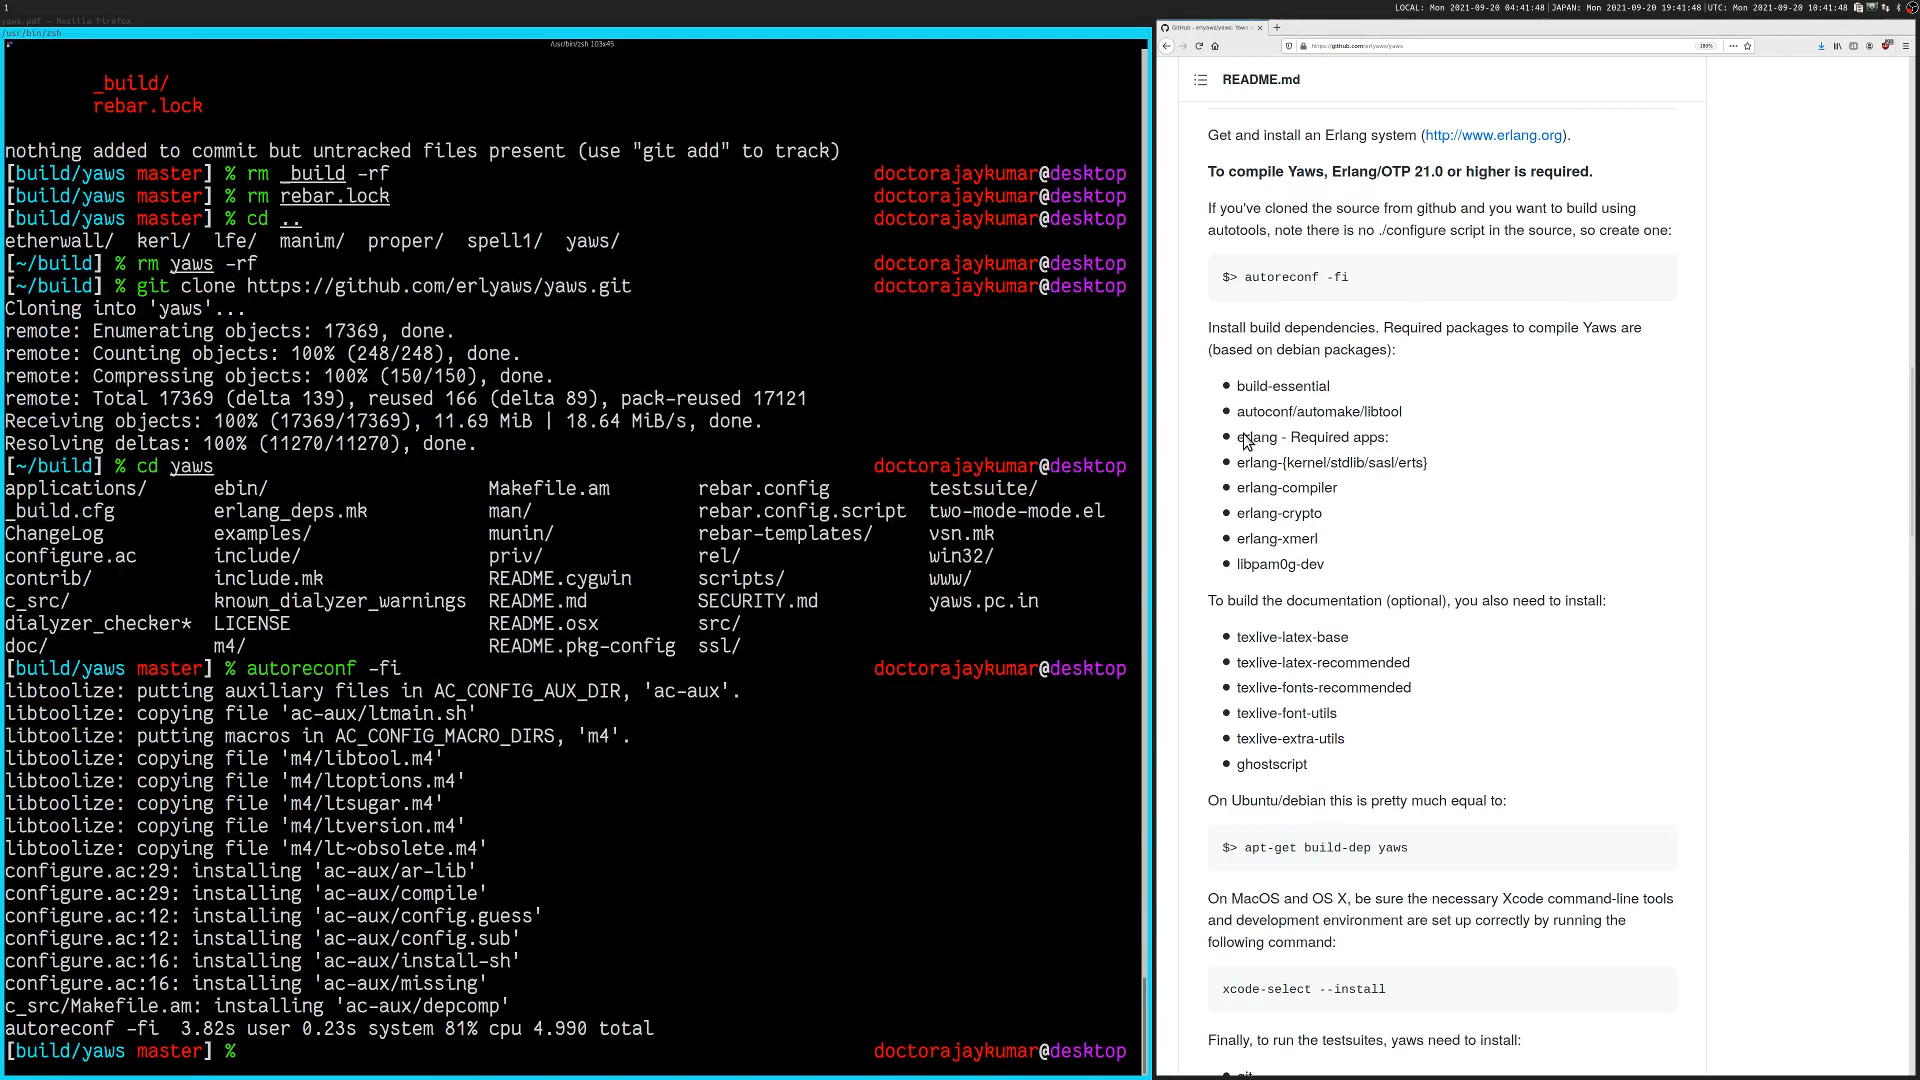 1
LOCAL: Mon 2021-09-20 04:41:48 | JAPAN: Mon 2021-09-20 19:41:48 | UTC: Mon 2021-09-20 10:41:48
yaws.pdf — Mozilla Firefox
/usr/bin/zsh
/usr/bin/zsh 103x45
_build/
rebar.lock
nothing added to commit but untracked files present (use "git add" to track)
[build/yaws master] % rm _build -rf doctorajaykumar@desktop
[build/yaws master] % rm rebar.lock doctorajaykumar@desktop
[build/yaws master] % cd .. doctorajaykumar@desktop
etherwall/ kerl/ lfe/ manim/ proper/ spell1/ yaws/
[~/build] % rm yaws -rf doctorajaykumar@desktop
[~/build] % git clone https://github.com/erlyaws/yaws.git doctorajaykumar@desktop
Cloning into 'yaws'...
remote: Enumerating objects: 17369, done.
remote: Counting objects: 100% (248/248), done.
remote: Compressing objects: 100% (150/150), done.
remote: Total 17369 (delta 139), reused 166 (delta 89), pack-reused 17121
Receiving objects: 100% (17369/17369), 11.69 MiB | 18.64 MiB/s, done.
Resolving deltas: 100% (11270/11270), done.
[~/build] % cd yaws doctorajaykumar@desktop
applications/ ebin/ Makefile.am rebar.config testsuite/
_build.cfg erlang_deps.mk man/ rebar.config.script two-mode-mode.el
ChangeLog examples/ munin/ rebar-templates/ vsn.mk
configure.ac include/ priv/ rel/ win32/
contrib/ include.mk README.cygwin scripts/ www/
c_src/ known_dialyzer_warnings README.md SECURITY.md yaws.pc.in
dialyzer_checker* LICENSE README.osx src/
doc/ m4/ README.pkg-config ssl/
[build/yaws master] % autoreconf -fi doctorajaykumar@desktop
libtoolize: putting auxiliary files in AC_CONFIG_AUX_DIR, 'ac-aux'.
libtoolize: copying file 'ac-aux/ltmain.sh'
libtoolize: putting macros in AC_CONFIG_MACRO_DIRS, 'm4'.
libtoolize: copying file 'm4/libtool.m4'
libtoolize: copying file 'm4/ltoptions.m4'
libtoolize: copying file 'm4/ltsugar.m4'
libtoolize: copying file 'm4/ltversion.m4'
libtoolize: copying file 'm4/lt~obsolete.m4'
configure.ac:29: installing 'ac-aux/ar-lib'
configure.ac:29: installing 'ac-aux/compile'
configure.ac:12: installing 'ac-aux/config.guess'
configure.ac:12: installing 'ac-aux/config.sub'
configure.ac:16: installing 'ac-aux/install-sh'
configure.ac:16: installing 'ac-aux/missing'
c_src/Makefile.am: installing 'ac-aux/depcomp'
autoreconf -fi 3.82s user 0.23s system 81% cpu 4.990 total
[build/yaws master] % doctorajaykumar@desktop
GitHub - erlyaws/yaws: Yaws
https://github.com/erlyaws/yaws
180%
README.md
Get and install an Erlang system (http://www.erlang.org).
To compile Yaws, Erlang/OTP 21.0 or higher is required.
If you've cloned the source from github and you want to build using
autotools, note there is no ./configure script in the source, so create one:
$> autoreconf -fi
Install build dependencies. Required packages to compile Yaws are
(based on debian packages):
build-essential
autoconf/automake/libtool
erlang - Required apps:
erlang-{kernel/stdlib/sasl/erts}
erlang-compiler
erlang-crypto
erlang-xmerl
libpam0g-dev
To build the documentation (optional), you also need to install:
texlive-latex-base
texlive-latex-recommended
texlive-fonts-recommended
texlive-font-utils
texlive-extra-utils
ghostscript
On Ubuntu/debian this is pretty much equal to:
$> apt-get build-dep yaws
On MacOS and OS X, be sure the necessary Xcode command-line tools
and development environment are set up correctly by running the
following command:
xcode-select --install
Finally, to run the testsuites, yaws need to install:
git